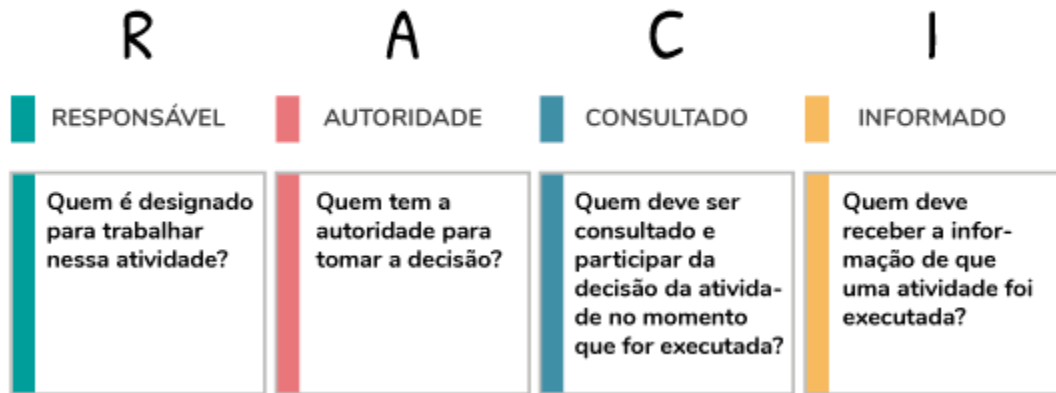 R A C I
RESPONSÁVEL AUTORIDADE CONSULTADO INFORMADO
Quem é designado
para trabalhar
nessa atividade?
Quem tem a
autoridade para
tomar a decisão?
Quem deve ser
consultado e
participar da
decisão da ativida-
de no momento
que for executada?
Quem deve
receber a infor-
mação de que
uma atividade foi
executada?